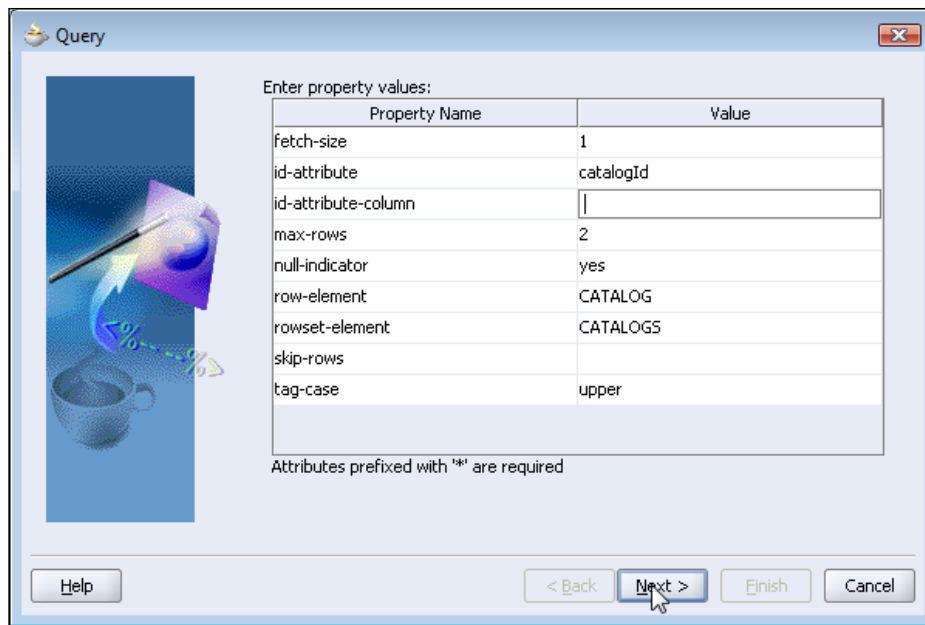 Query
Enter property values:
Property Name Value
fetch-size 1
id-attribute catalogId
id-attribute-column
max-rows 2
null-indicator yes
row-element CATALOG
rowset-element CATALOGS
skip-rows
tag-case upper
<% %>
Attributes prefixed with '*' are required
Help < Back Next > Finish Cancel